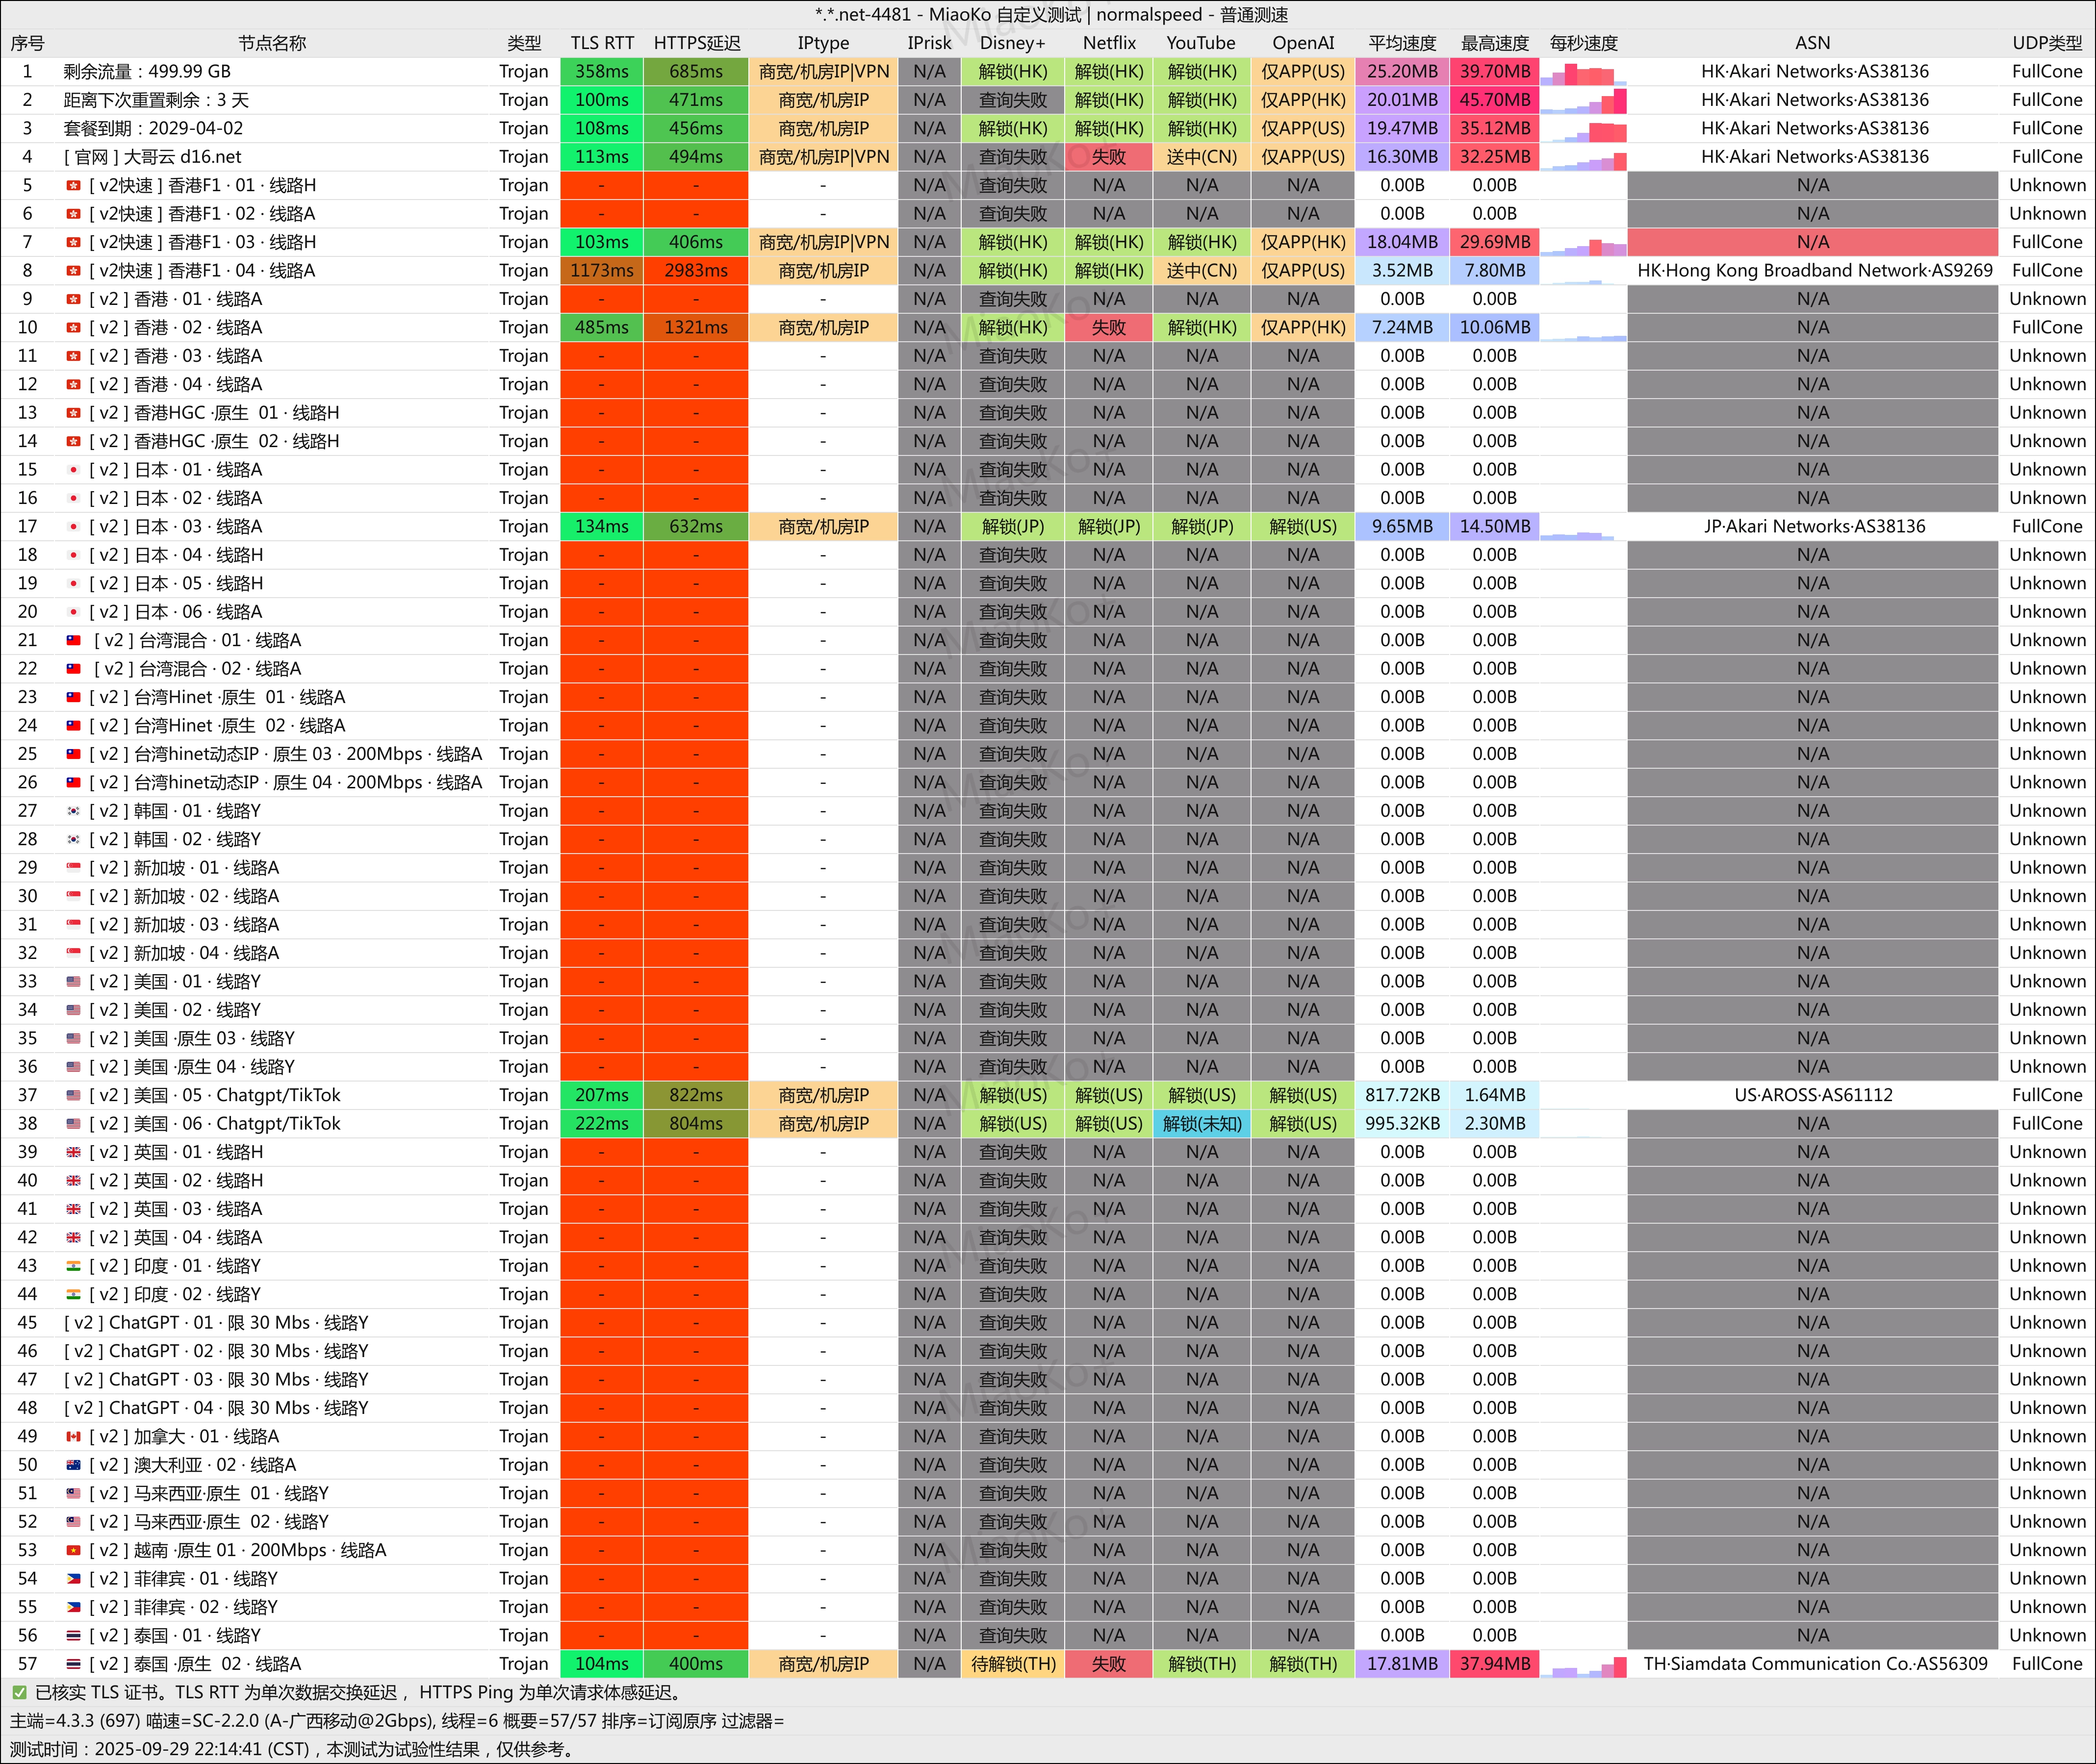 *.*.net-4481 - MiaoKo 自定义测试 | normalspeed - 普通测速
序号 节点名称 类型 TLS RTT HTTPS延迟 IPtype IPrisk Disney+ Netflix YouTube OpenAI 平均速度 最高速度 每秒速度 ASN UDP类型
1 剩余流量：499.99 GB Trojan 358ms 685ms 商宽/机房IP|VPN N/A 解锁(HK) 解锁(HK) 解锁(HK) 仅APP(US) 25.20MB 39.70MB HK·Akari Networks·AS38136 FullCone
2 距离下次重置剩余：3 天 Trojan 100ms 471ms 商宽/机房IP N/A 查询失败 解锁(HK) 解锁(HK) 仅APP(HK) 20.01MB 45.70MB HK·Akari Networks·AS38136 FullCone
3 套餐到期：2029-04-02 Trojan 108ms 456ms 商宽/机房IP N/A 解锁(HK) 解锁(HK) 解锁(HK) 仅APP(US) 19.47MB 35.12MB HK·Akari Networks·AS38136 FullCone
4 [ 官网 ] 大哥云 d16.net Trojan 113ms 494ms 商宽/机房IP|VPN N/A 查询失败 失败 送中(CN) 仅APP(US) 16.30MB 32.25MB HK·Akari Networks·AS38136 FullCone
5 [ v2快速 ] 香港F1 · 01 · 线路H Trojan - - - N/A 查询失败 N/A N/A N/A 0.00B 0.00B N/A Unknown
6 [ v2快速 ] 香港F1 · 02 · 线路A Trojan - - - N/A 查询失败 N/A N/A N/A 0.00B 0.00B N/A Unknown
7 [ v2快速 ] 香港F1 · 03 · 线路H Trojan 103ms 406ms 商宽/机房IP|VPN N/A 解锁(HK) 解锁(HK) 解锁(HK) 仅APP(HK) 18.04MB 29.69MB N/A FullCone
8 [ v2快速 ] 香港F1 · 04 · 线路A Trojan 1173ms 2983ms 商宽/机房IP N/A 解锁(HK) 解锁(HK) 送中(CN) 仅APP(US) 3.52MB 7.80MB HK·Hong Kong Broadband Network·AS9269 FullCone
9 [ v2 ] 香港 · 01 · 线路A Trojan - - - N/A 查询失败 N/A N/A N/A 0.00B 0.00B N/A Unknown
10 [ v2 ] 香港 · 02 · 线路A Trojan 485ms 1321ms 商宽/机房IP N/A 解锁(HK) 失败 解锁(HK) 仅APP(HK) 7.24MB 10.06MB N/A FullCone
11 [ v2 ] 香港 · 03 · 线路A Trojan - - - N/A 查询失败 N/A N/A N/A 0.00B 0.00B N/A Unknown
12 [ v2 ] 香港 · 04 · 线路A Trojan - - - N/A 查询失败 N/A N/A N/A 0.00B 0.00B N/A Unknown
13 [ v2 ] 香港HGC ·原生 01 · 线路H Trojan - - - N/A 查询失败 N/A N/A N/A 0.00B 0.00B N/A Unknown
14 [ v2 ] 香港HGC ·原生 02 · 线路H Trojan - - - N/A 查询失败 N/A N/A N/A 0.00B 0.00B N/A Unknown
15 [ v2 ] 日本 · 01 · 线路A Trojan - - - N/A 查询失败 N/A N/A N/A 0.00B 0.00B N/A Unknown
16 [ v2 ] 日本 · 02 · 线路A Trojan - - - N/A 查询失败 N/A N/A N/A 0.00B 0.00B N/A Unknown
17 [ v2 ] 日本 · 03 · 线路A Trojan 134ms 632ms 商宽/机房IP N/A 解锁(JP) 解锁(JP) 解锁(JP) 解锁(US) 9.65MB 14.50MB JP·Akari Networks·AS38136 FullCone
18 [ v2 ] 日本 · 04 · 线路H Trojan - - - N/A 查询失败 N/A N/A N/A 0.00B 0.00B N/A Unknown
19 [ v2 ] 日本 · 05 · 线路H Trojan - - - N/A 查询失败 N/A N/A N/A 0.00B 0.00B N/A Unknown
20 [ v2 ] 日本 · 06 · 线路A Trojan - - - N/A 查询失败 N/A N/A N/A 0.00B 0.00B N/A Unknown
21 [ v2 ] 台湾混合 · 01 · 线路A Trojan - - - N/A 查询失败 N/A N/A N/A 0.00B 0.00B N/A Unknown
22 [ v2 ] 台湾混合 · 02 · 线路A Trojan - - - N/A 查询失败 N/A N/A N/A 0.00B 0.00B N/A Unknown
23 [ v2 ] 台湾Hinet ·原生 01 · 线路A Trojan - - - N/A 查询失败 N/A N/A N/A 0.00B 0.00B N/A Unknown
24 [ v2 ] 台湾Hinet ·原生 02 · 线路A Trojan - - - N/A 查询失败 N/A N/A N/A 0.00B 0.00B N/A Unknown
25 [ v2 ] 台湾hinet动态IP · 原生 03 · 200Mbps · 线路A Trojan - - - N/A 查询失败 N/A N/A N/A 0.00B 0.00B N/A Unknown
26 [ v2 ] 台湾hinet动态IP · 原生 04 · 200Mbps · 线路A Trojan - - - N/A 查询失败 N/A N/A N/A 0.00B 0.00B N/A Unknown
27 [ v2 ] 韩国 · 01 · 线路Y Trojan - - - N/A 查询失败 N/A N/A N/A 0.00B 0.00B N/A Unknown
28 [ v2 ] 韩国 · 02 · 线路Y Trojan - - - N/A 查询失败 N/A N/A N/A 0.00B 0.00B N/A Unknown
29 [ v2 ] 新加坡 · 01 · 线路A Trojan - - - N/A 查询失败 N/A N/A N/A 0.00B 0.00B N/A Unknown
30 [ v2 ] 新加坡 · 02 · 线路A Trojan - - - N/A 查询失败 N/A N/A N/A 0.00B 0.00B N/A Unknown
31 [ v2 ] 新加坡 · 03 · 线路A Trojan - - - N/A 查询失败 N/A N/A N/A 0.00B 0.00B N/A Unknown
32 [ v2 ] 新加坡 · 04 · 线路A Trojan - - - N/A 查询失败 N/A N/A N/A 0.00B 0.00B N/A Unknown
33 [ v2 ] 美国 · 01 · 线路Y Trojan - - - N/A 查询失败 N/A N/A N/A 0.00B 0.00B N/A Unknown
34 [ v2 ] 美国 · 02 · 线路Y Trojan - - - N/A 查询失败 N/A N/A N/A 0.00B 0.00B N/A Unknown
35 [ v2 ] 美国 ·原生 03 · 线路Y Trojan - - - N/A 查询失败 N/A N/A N/A 0.00B 0.00B N/A Unknown
36 [ v2 ] 美国 ·原生 04 · 线路Y Trojan - - - N/A 查询失败 N/A N/A N/A 0.00B 0.00B N/A Unknown
37 [ v2 ] 美国 · 05 · Chatgpt/TikTok Trojan 207ms 822ms 商宽/机房IP N/A 解锁(US) 解锁(US) 解锁(US) 解锁(US) 817.72KB 1.64MB US·AROSS·AS61112 FullCone
38 [ v2 ] 美国 · 06 · Chatgpt/TikTok Trojan 222ms 804ms 商宽/机房IP N/A 解锁(US) 解锁(US) 解锁(未知) 解锁(US) 995.32KB 2.30MB N/A FullCone
39 [ v2 ] 英国 · 01 · 线路H Trojan - - - N/A 查询失败 N/A N/A N/A 0.00B 0.00B N/A Unknown
40 [ v2 ] 英国 · 02 · 线路H Trojan - - - N/A 查询失败 N/A N/A N/A 0.00B 0.00B N/A Unknown
41 [ v2 ] 英国 · 03 · 线路A Trojan - - - N/A 查询失败 N/A N/A N/A 0.00B 0.00B N/A Unknown
42 [ v2 ] 英国 · 04 · 线路A Trojan - - - N/A 查询失败 N/A N/A N/A 0.00B 0.00B N/A Unknown
43 [ v2 ] 印度 · 01 · 线路Y Trojan - - - N/A 查询失败 N/A N/A N/A 0.00B 0.00B N/A Unknown
44 [ v2 ] 印度 · 02 · 线路Y Trojan - - - N/A 查询失败 N/A N/A N/A 0.00B 0.00B N/A Unknown
45 [ v2 ] ChatGPT · 01 · 限 30 Mbs · 线路Y Trojan - - - N/A 查询失败 N/A N/A N/A 0.00B 0.00B N/A Unknown
46 [ v2 ] ChatGPT · 02 · 限 30 Mbs · 线路Y Trojan - - - N/A 查询失败 N/A N/A N/A 0.00B 0.00B N/A Unknown
47 [ v2 ] ChatGPT · 03 · 限 30 Mbs · 线路Y Trojan - - - N/A 查询失败 N/A N/A N/A 0.00B 0.00B N/A Unknown
48 [ v2 ] ChatGPT · 04 · 限 30 Mbs · 线路Y Trojan - - - N/A 查询失败 N/A N/A N/A 0.00B 0.00B N/A Unknown
49 [ v2 ] 加拿大 · 01 · 线路A Trojan - - - N/A 查询失败 N/A N/A N/A 0.00B 0.00B N/A Unknown
50 [ v2 ] 澳大利亚 · 02 · 线路A Trojan - - - N/A 查询失败 N/A N/A N/A 0.00B 0.00B N/A Unknown
51 [ v2 ] 马来西亚·原生 01 · 线路Y Trojan - - - N/A 查询失败 N/A N/A N/A 0.00B 0.00B N/A Unknown
52 [ v2 ] 马来西亚·原生 02 · 线路Y Trojan - - - N/A 查询失败 N/A N/A N/A 0.00B 0.00B N/A Unknown
53 [ v2 ] 越南 ·原生 01 · 200Mbps · 线路A Trojan - - - N/A 查询失败 N/A N/A N/A 0.00B 0.00B N/A Unknown
54 [ v2 ] 菲律宾 · 01 · 线路Y Trojan - - - N/A 查询失败 N/A N/A N/A 0.00B 0.00B N/A Unknown
55 [ v2 ] 菲律宾 · 02 · 线路Y Trojan - - - N/A 查询失败 N/A N/A N/A 0.00B 0.00B N/A Unknown
56 [ v2 ] 泰国 · 01 · 线路Y Trojan - - - N/A 查询失败 N/A N/A N/A 0.00B 0.00B N/A Unknown
57 [ v2 ] 泰国 ·原生 02 · 线路A Trojan 104ms 400ms 商宽/机房IP N/A 待解锁(TH) 失败 解锁(TH) 解锁(TH) 17.81MB 37.94MB TH·Siamdata Communication Co.·AS56309 FullCone
✅ 已核实 TLS 证书。TLS RTT 为单次数据交换延迟 ，HTTPS Ping 为单次请求体感延迟。
主端=4.3.3 (697) 喵速=SC-2.2.0 (A-广西移动@2Gbps), 线程=6 概要=57/57 排序=订阅原序 过滤器=
测试时间：2025-09-29 22:14:41 (CST)，本测试为试验性结果，仅供参考。